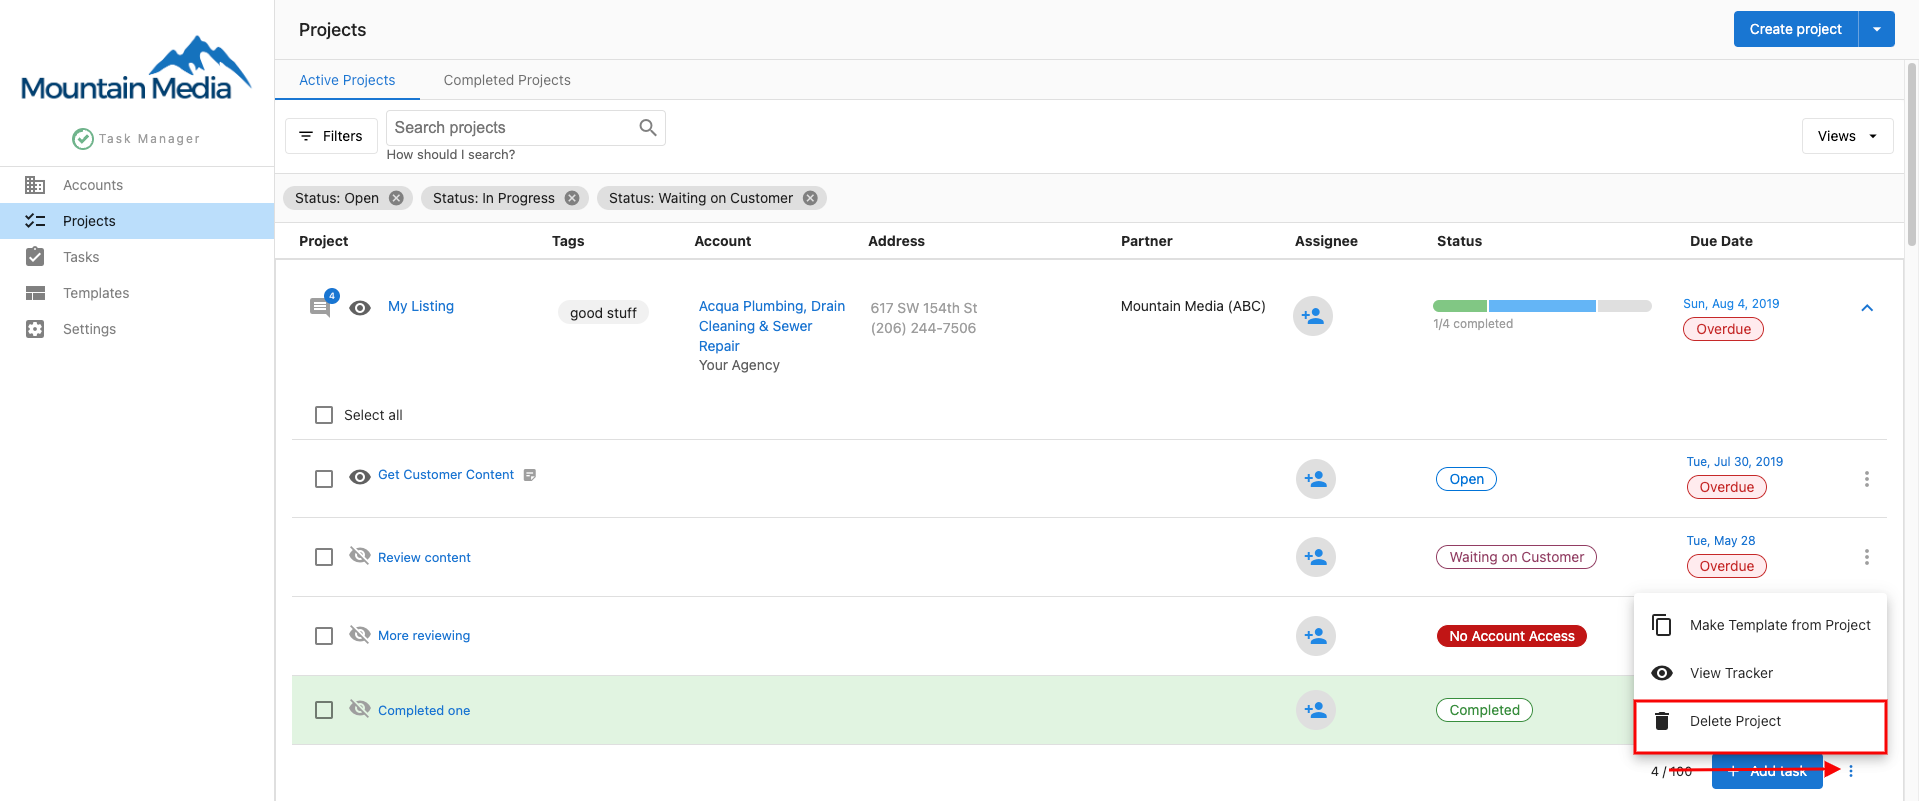 Mountain Media
Task Manager
Accounts
Projects
Tasks
Templates
Settings
Projects
Create project
Active Projects
Completed Projects
Filters
Search projects
How should I search?
Views
Status: Open
Status: In Progress
Status: Waiting on Customer
Project Tags Account Address Partner Assignee Status Due Date
4
My Listing
good stuff
Acqua Plumbing, Drain
Cleaning & Sewer
Repair
Your Agency
617 SW 154th St
(206) 244-7506
Mountain Media (ABC)
1/4 completed
Sun, Aug 4, 2019
Overdue
Select all
Get Customer Content
Open
Tue, Jul 30, 2019
Overdue
Review content
Waiting on Customer
Tue, May 28
Overdue
More reviewing
No Account Access
Completed one
Completed
Make Template from Project
View Tracker
Delete Project
4 / 100
+ Add task